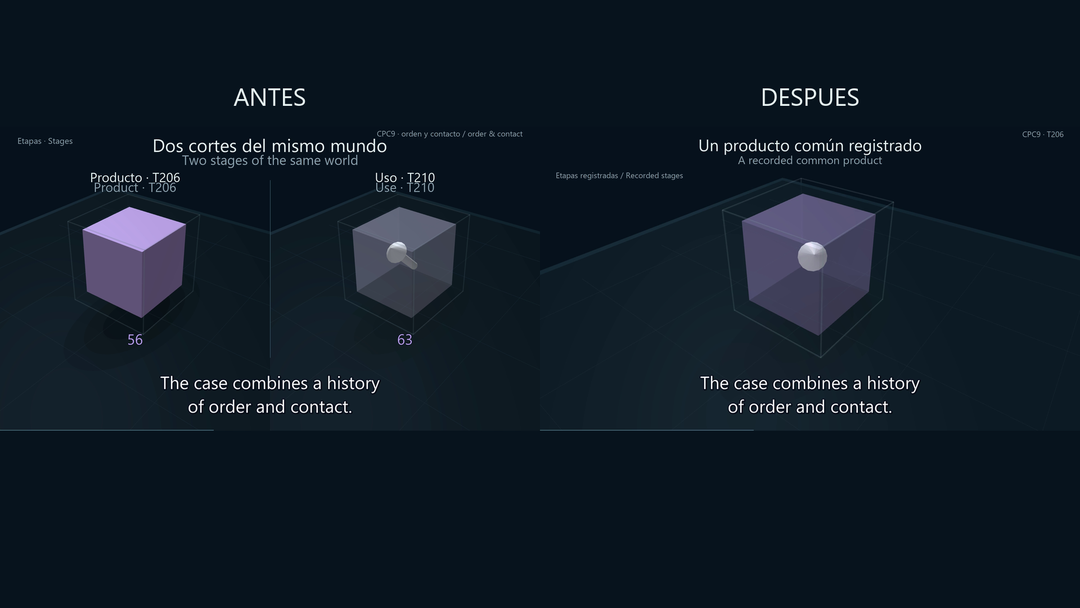 ANTES
Etapas · Stages
CPC9 · orden y contacto / order & contact
Dos cortes del mismo mundo
Two stages of the same world
Producto · T206
Product · T206
Uso · T210
Use · T210
56
63
The case combines a history
of order and contact.
DESPUES
CPC9 · T206
Un producto común registrado
A recorded common product
Etapas registradas / Recorded stages
The case combines a history
of order and contact.